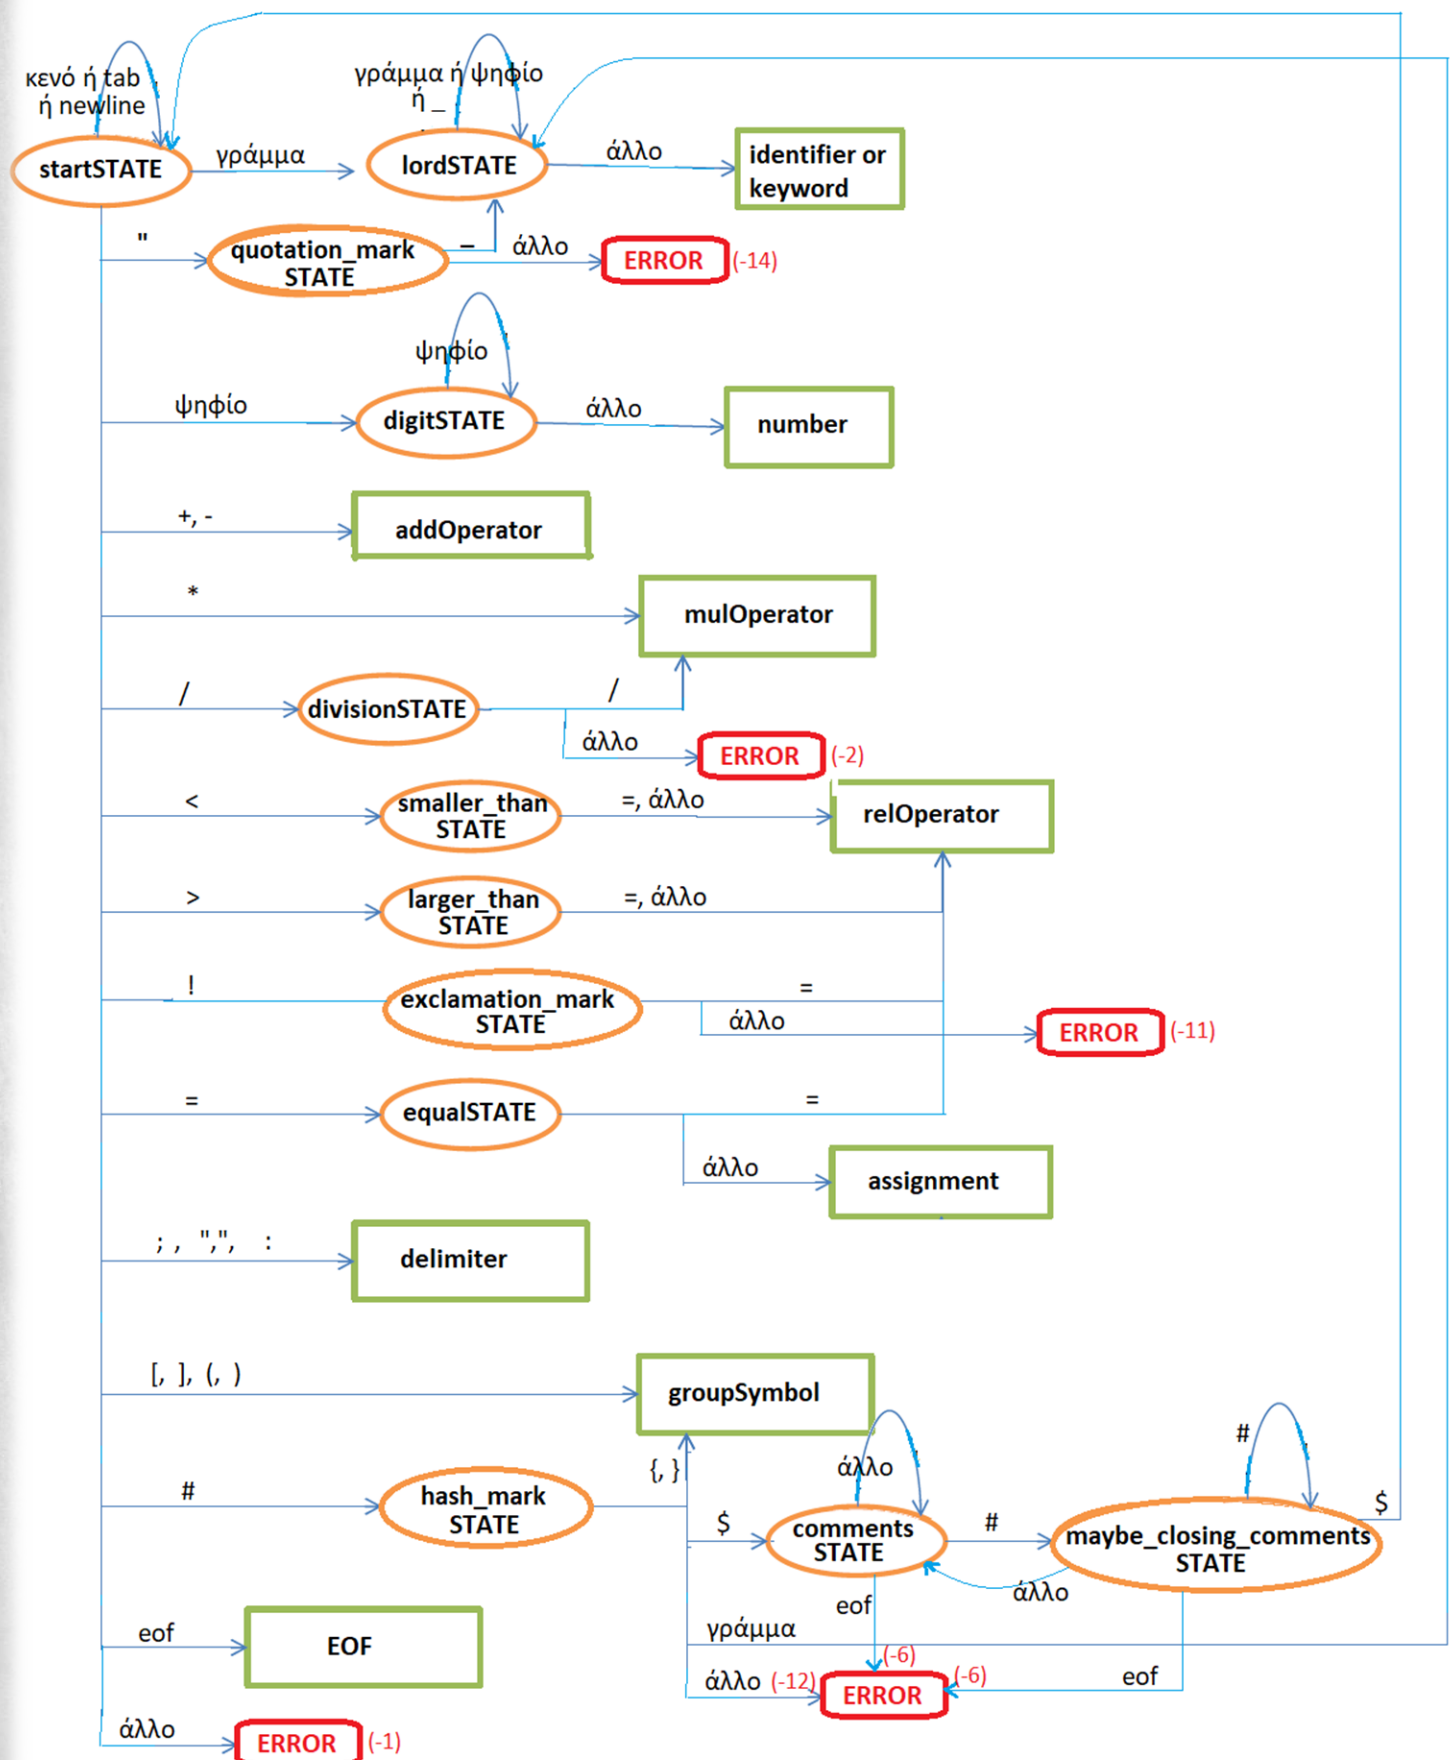 κενό ή tab
ή newline
γράμμα ή ψηφίο
ή _
startSTATE
γράμμα
lordSTATE
άλλο
identifier or
keyword
"
quotation_mark
STATE
_
άλλο
ERROR (-14)
ψηφίο
ψηφίο
digitSTATE
άλλο
number
+, -
addOperator
*
mulOperator
/
divisionSTATE
/
άλλο
ERROR (-2)
<
smaller_than
STATE
=, άλλο
relOperator
>
larger_than
STATE
=, άλλο
!
exclamation_mark
STATE
=
άλλο
ERROR (-11)
=
equalSTATE
=
άλλο
assignment
; , ",", :
delimiter
[, ], (, )
groupSymbol
#
hash_mark
STATE
{, }
άλλο
#
$
comments
STATE
#
maybe_closing_comments
STATE
$
άλλο
eof
γράμμα
eof
EOF
άλλο (-12)
(-6)
ERROR
(-6)
eof
άλλο
ERROR (-1)